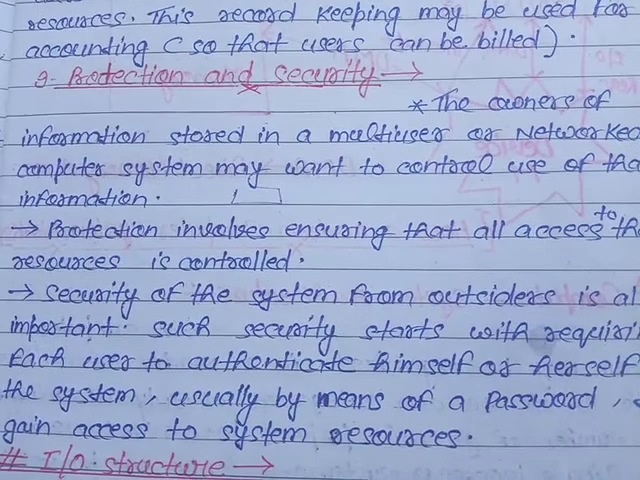 resources. This record keeping may be used for
accounting (so that users can be billed).
9. Protection and security →
* The owners of
information stored in a multiuser or Networked
computer system may want to control use of tha
information.
→ Protection involves ensuring that all access to th
resources is controlled.
→ Security of the system from outsiders is al
important. such security starts with requiri
Each user to authenticate himself or herself
the system, usually by means of a password,
gain access to system resources.
# I/O structure →